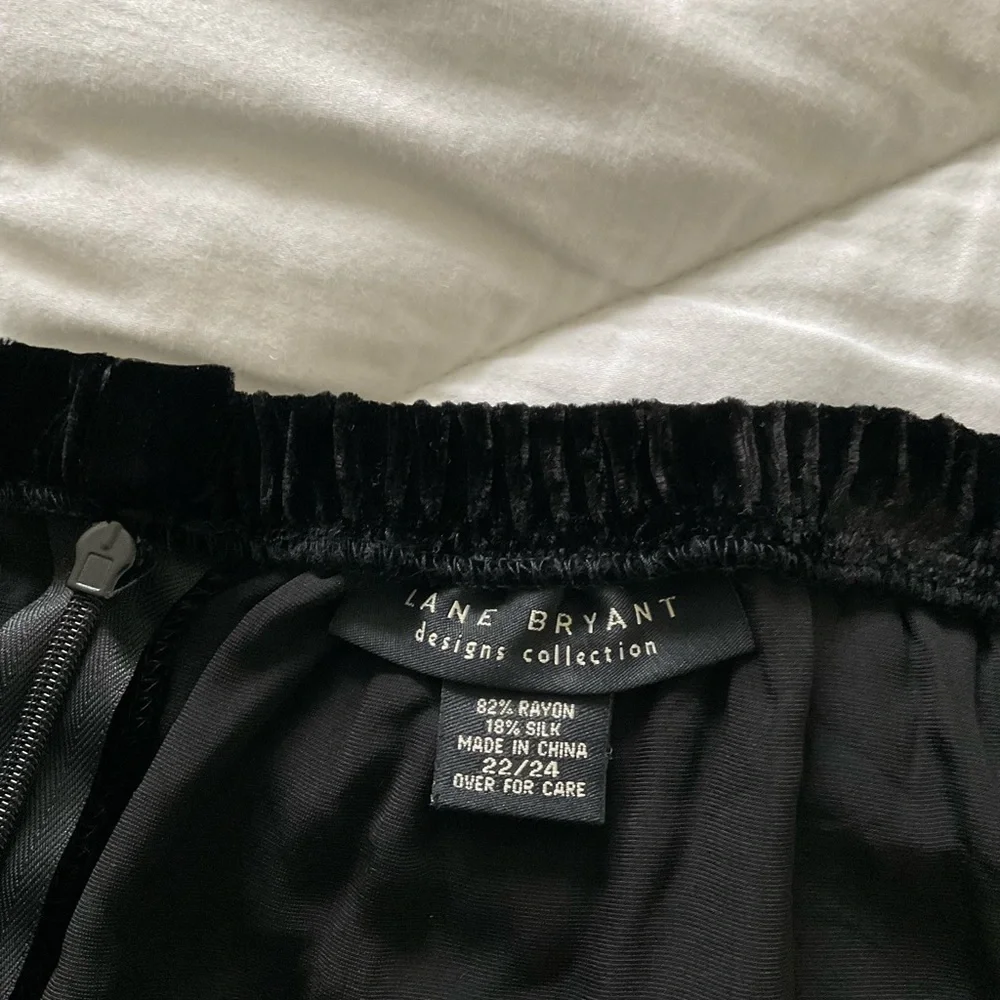 LANE BRYANT
designs collection
82% RAYON
18% SILK
MADE IN CHINA
22/24
OVER FOR CARE